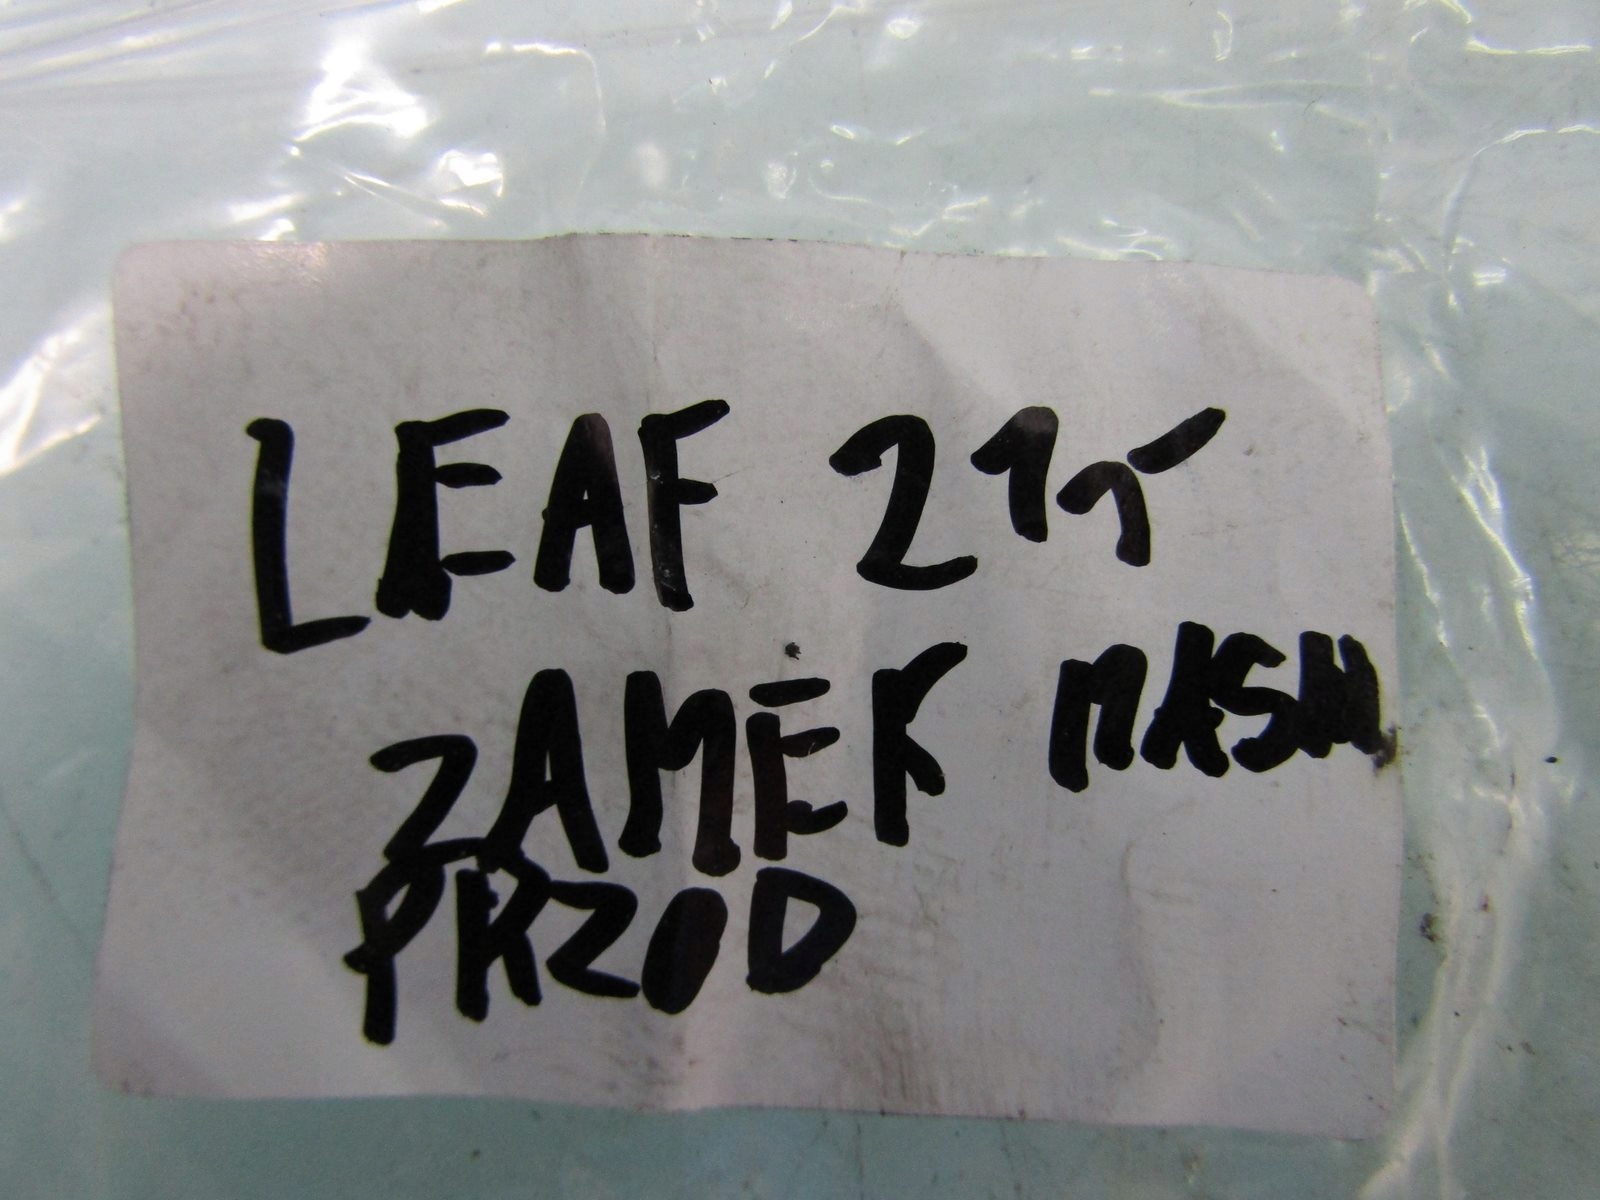 LEAF 21r
ZAMEK MASK
PRZOD